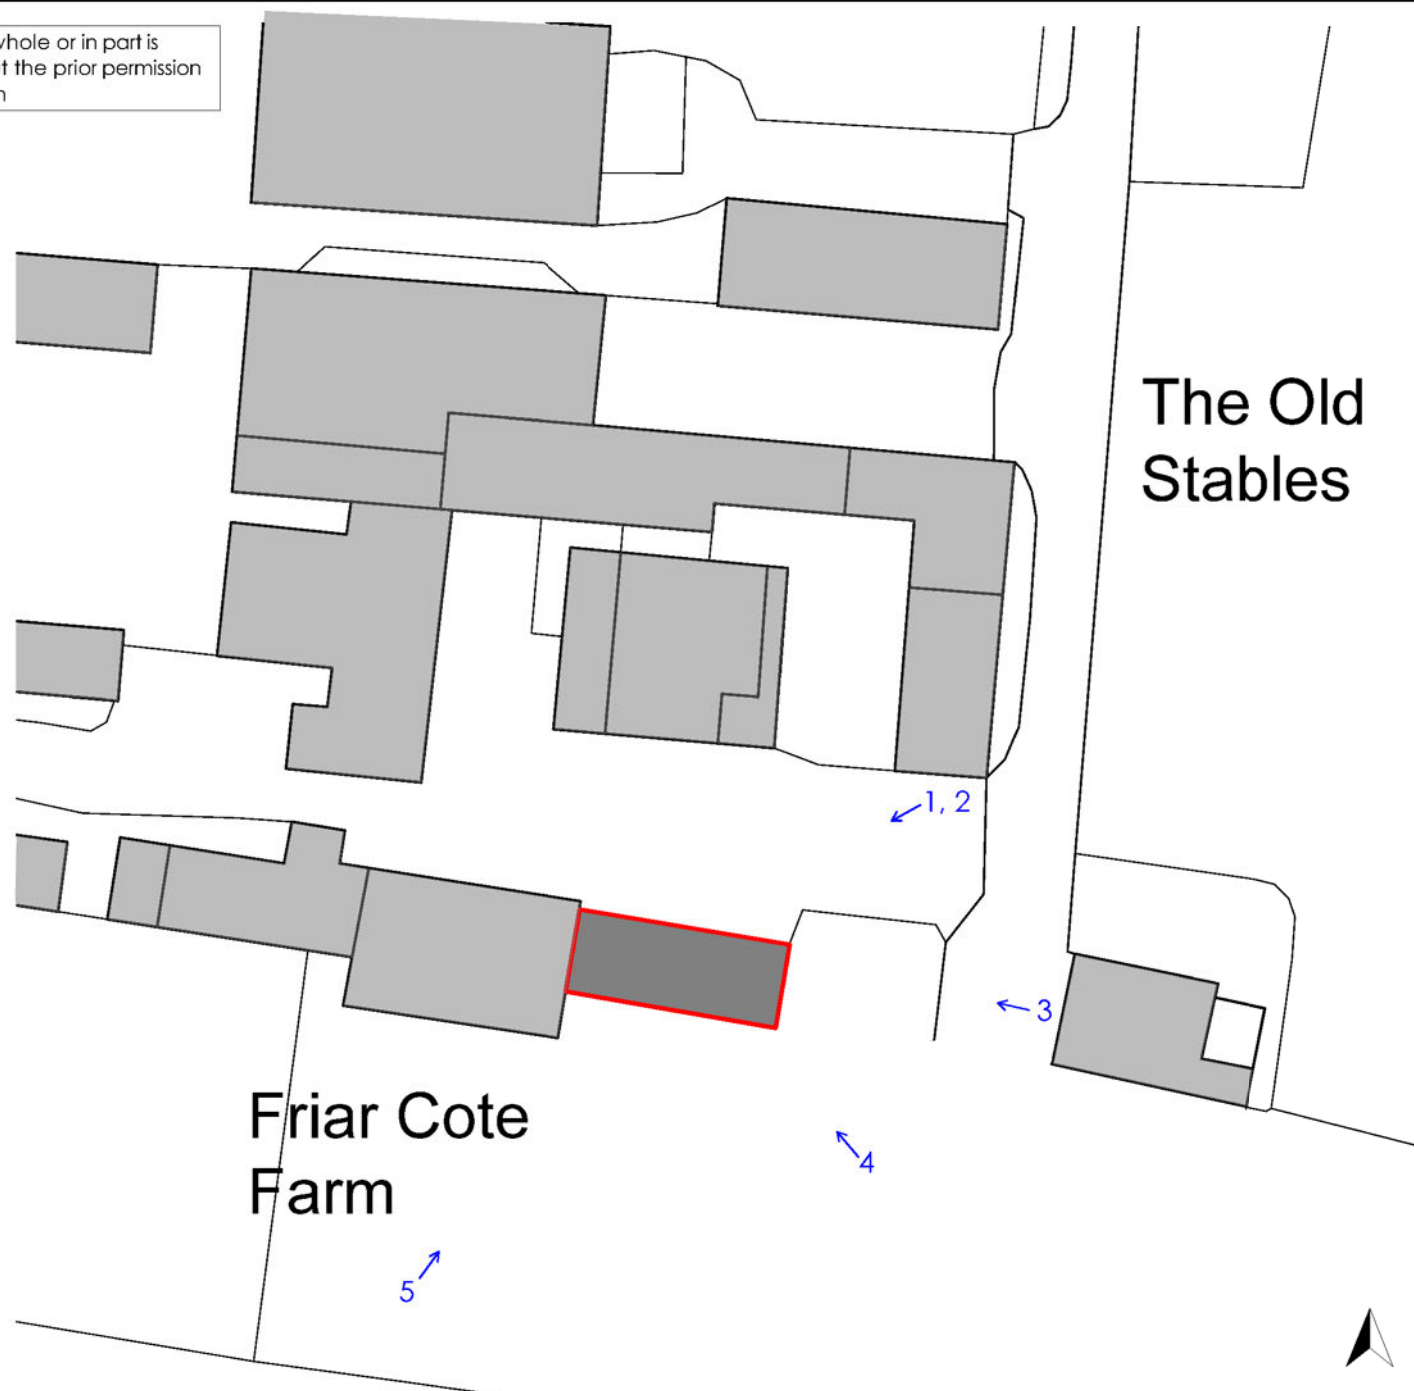 whole or in part is
the prior permission
The Old
Stables
1, 2
3
Friar Cote
Farm
4
5